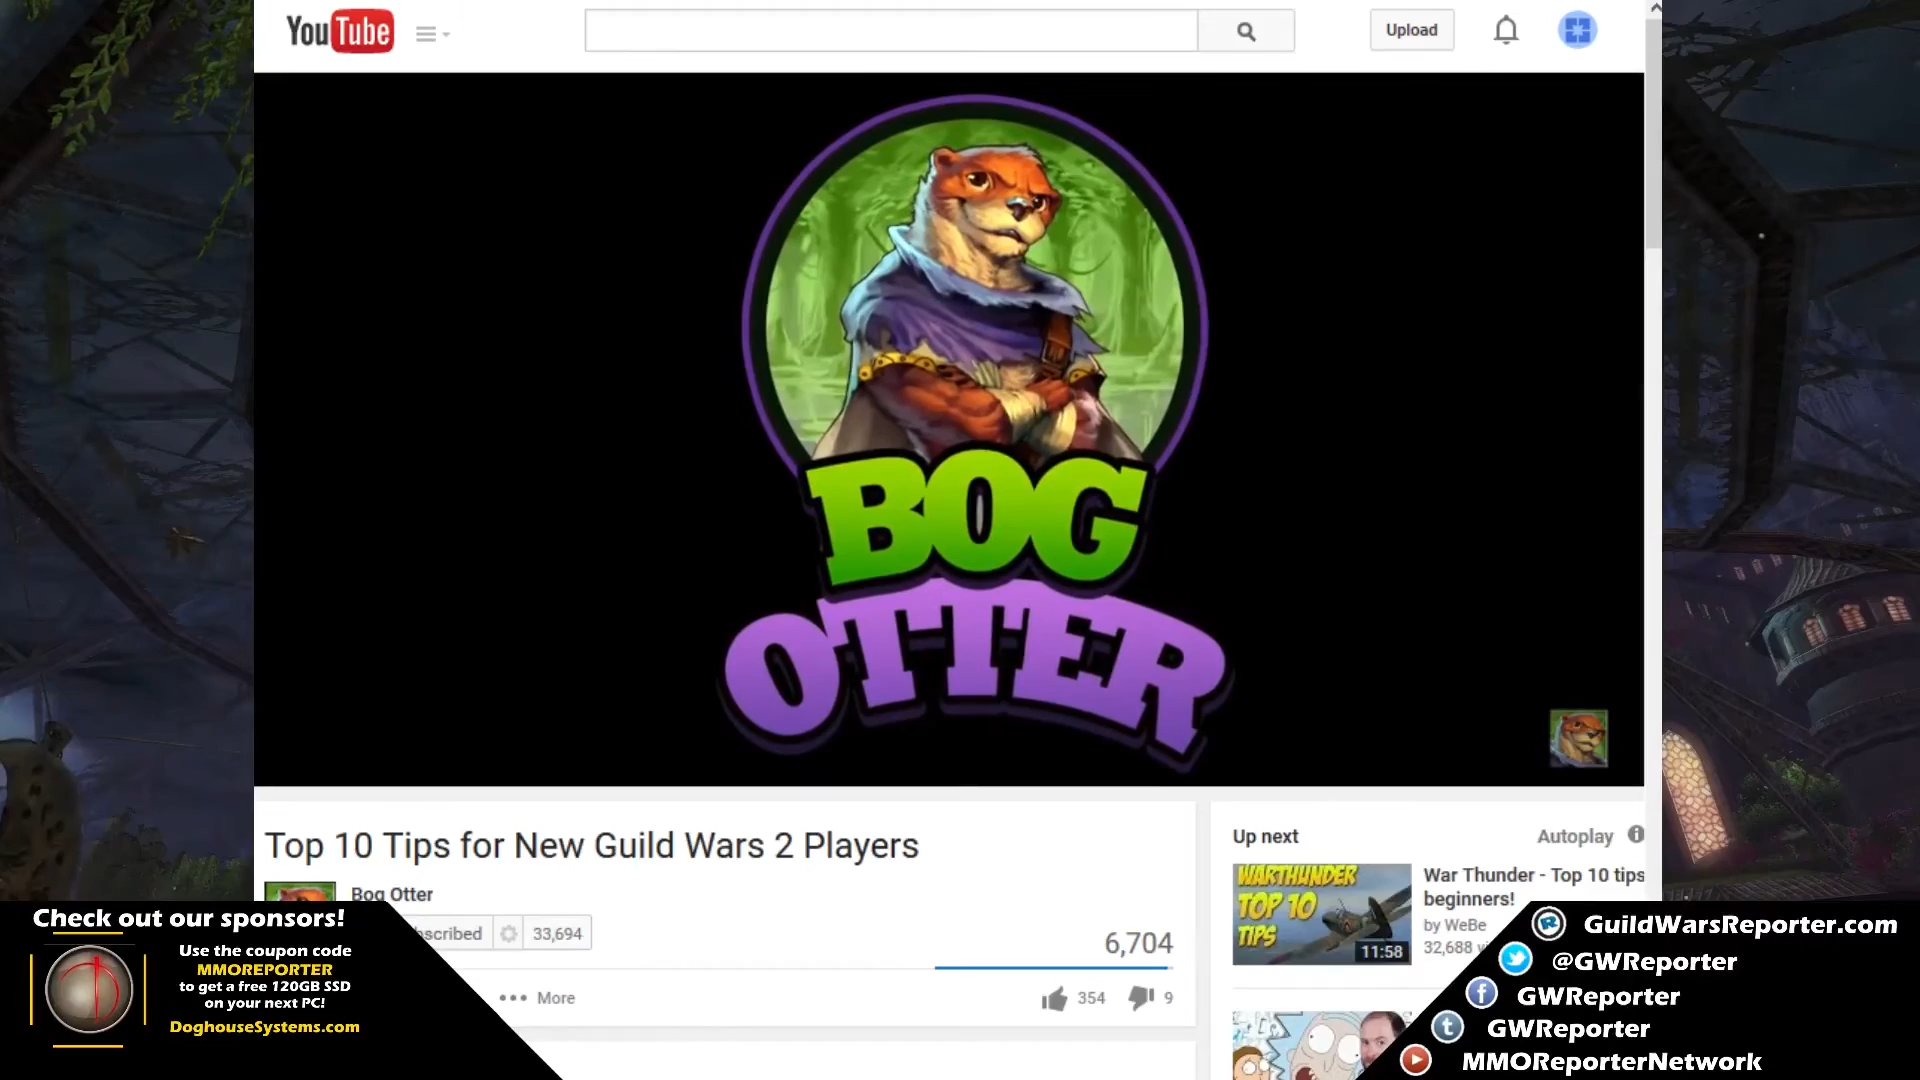 YouTube
Upload
BOG
OTTER
Top 10 Tips for New Guild Wars 2 Players
Bog Otter
scribed
33,694
6,704
More
354
9
Up next
Autoplay
WARTHUNDER
TOP 10
TIPS
11:58
War Thunder - Top 10 tips
beginners!
by WeBe
32,688
Check out our sponsors!
Use the coupon code
MMOREPORTER
to get a free 120GB SSD
on your next PC!
DoghouseSystems.com
GuildWarsReporter.com
@GWReporter
GWReporter
GWReporter
MMOReporterNetwork